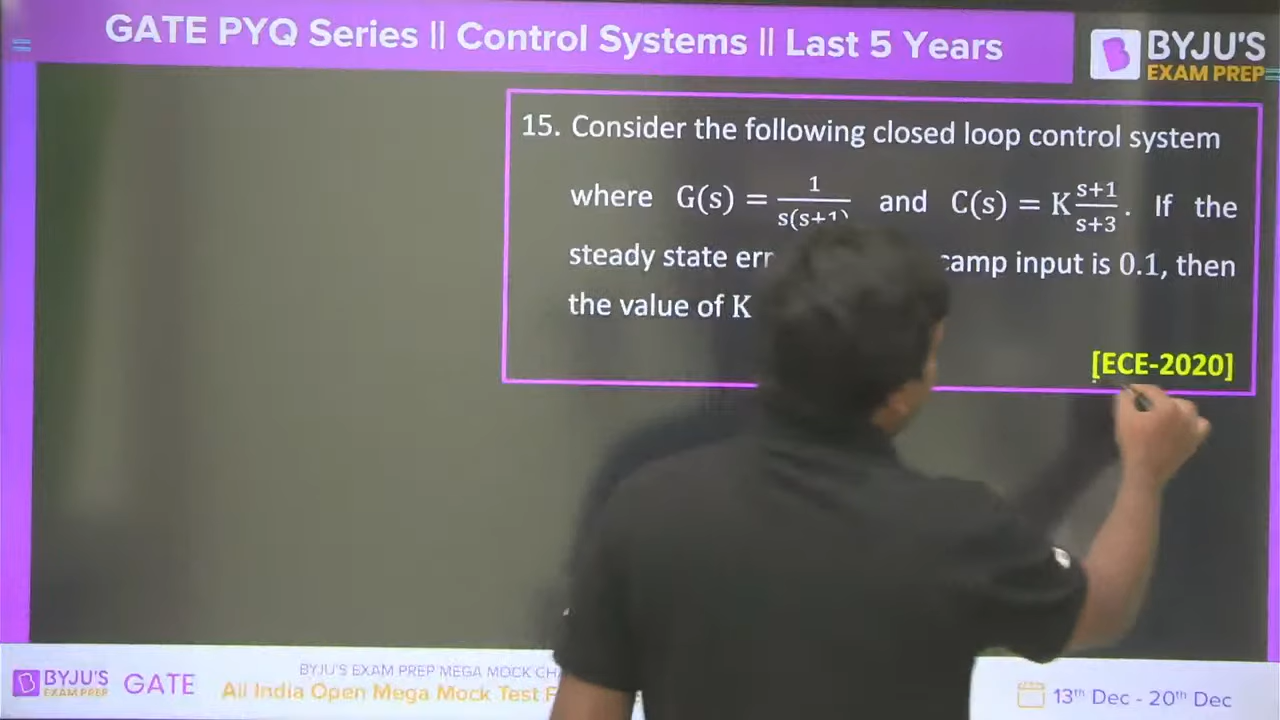 GATE PYQ Series || Control Systems || Last 5 Years
BYJU'S
EXAM PREP
15. Consider the following closed loop control system
where G(s) = 1/s(s+1) and C(s) = K s+1/s+3. If the
steady state input is 0.1, then
the value of K
[ECE-2020]
BYJU'S
EXAM PREP
GATE
BYJU'S EXAM PREP MEGA MOCK
All India Open Mega Mock Test
13th Dec - 20th Dec